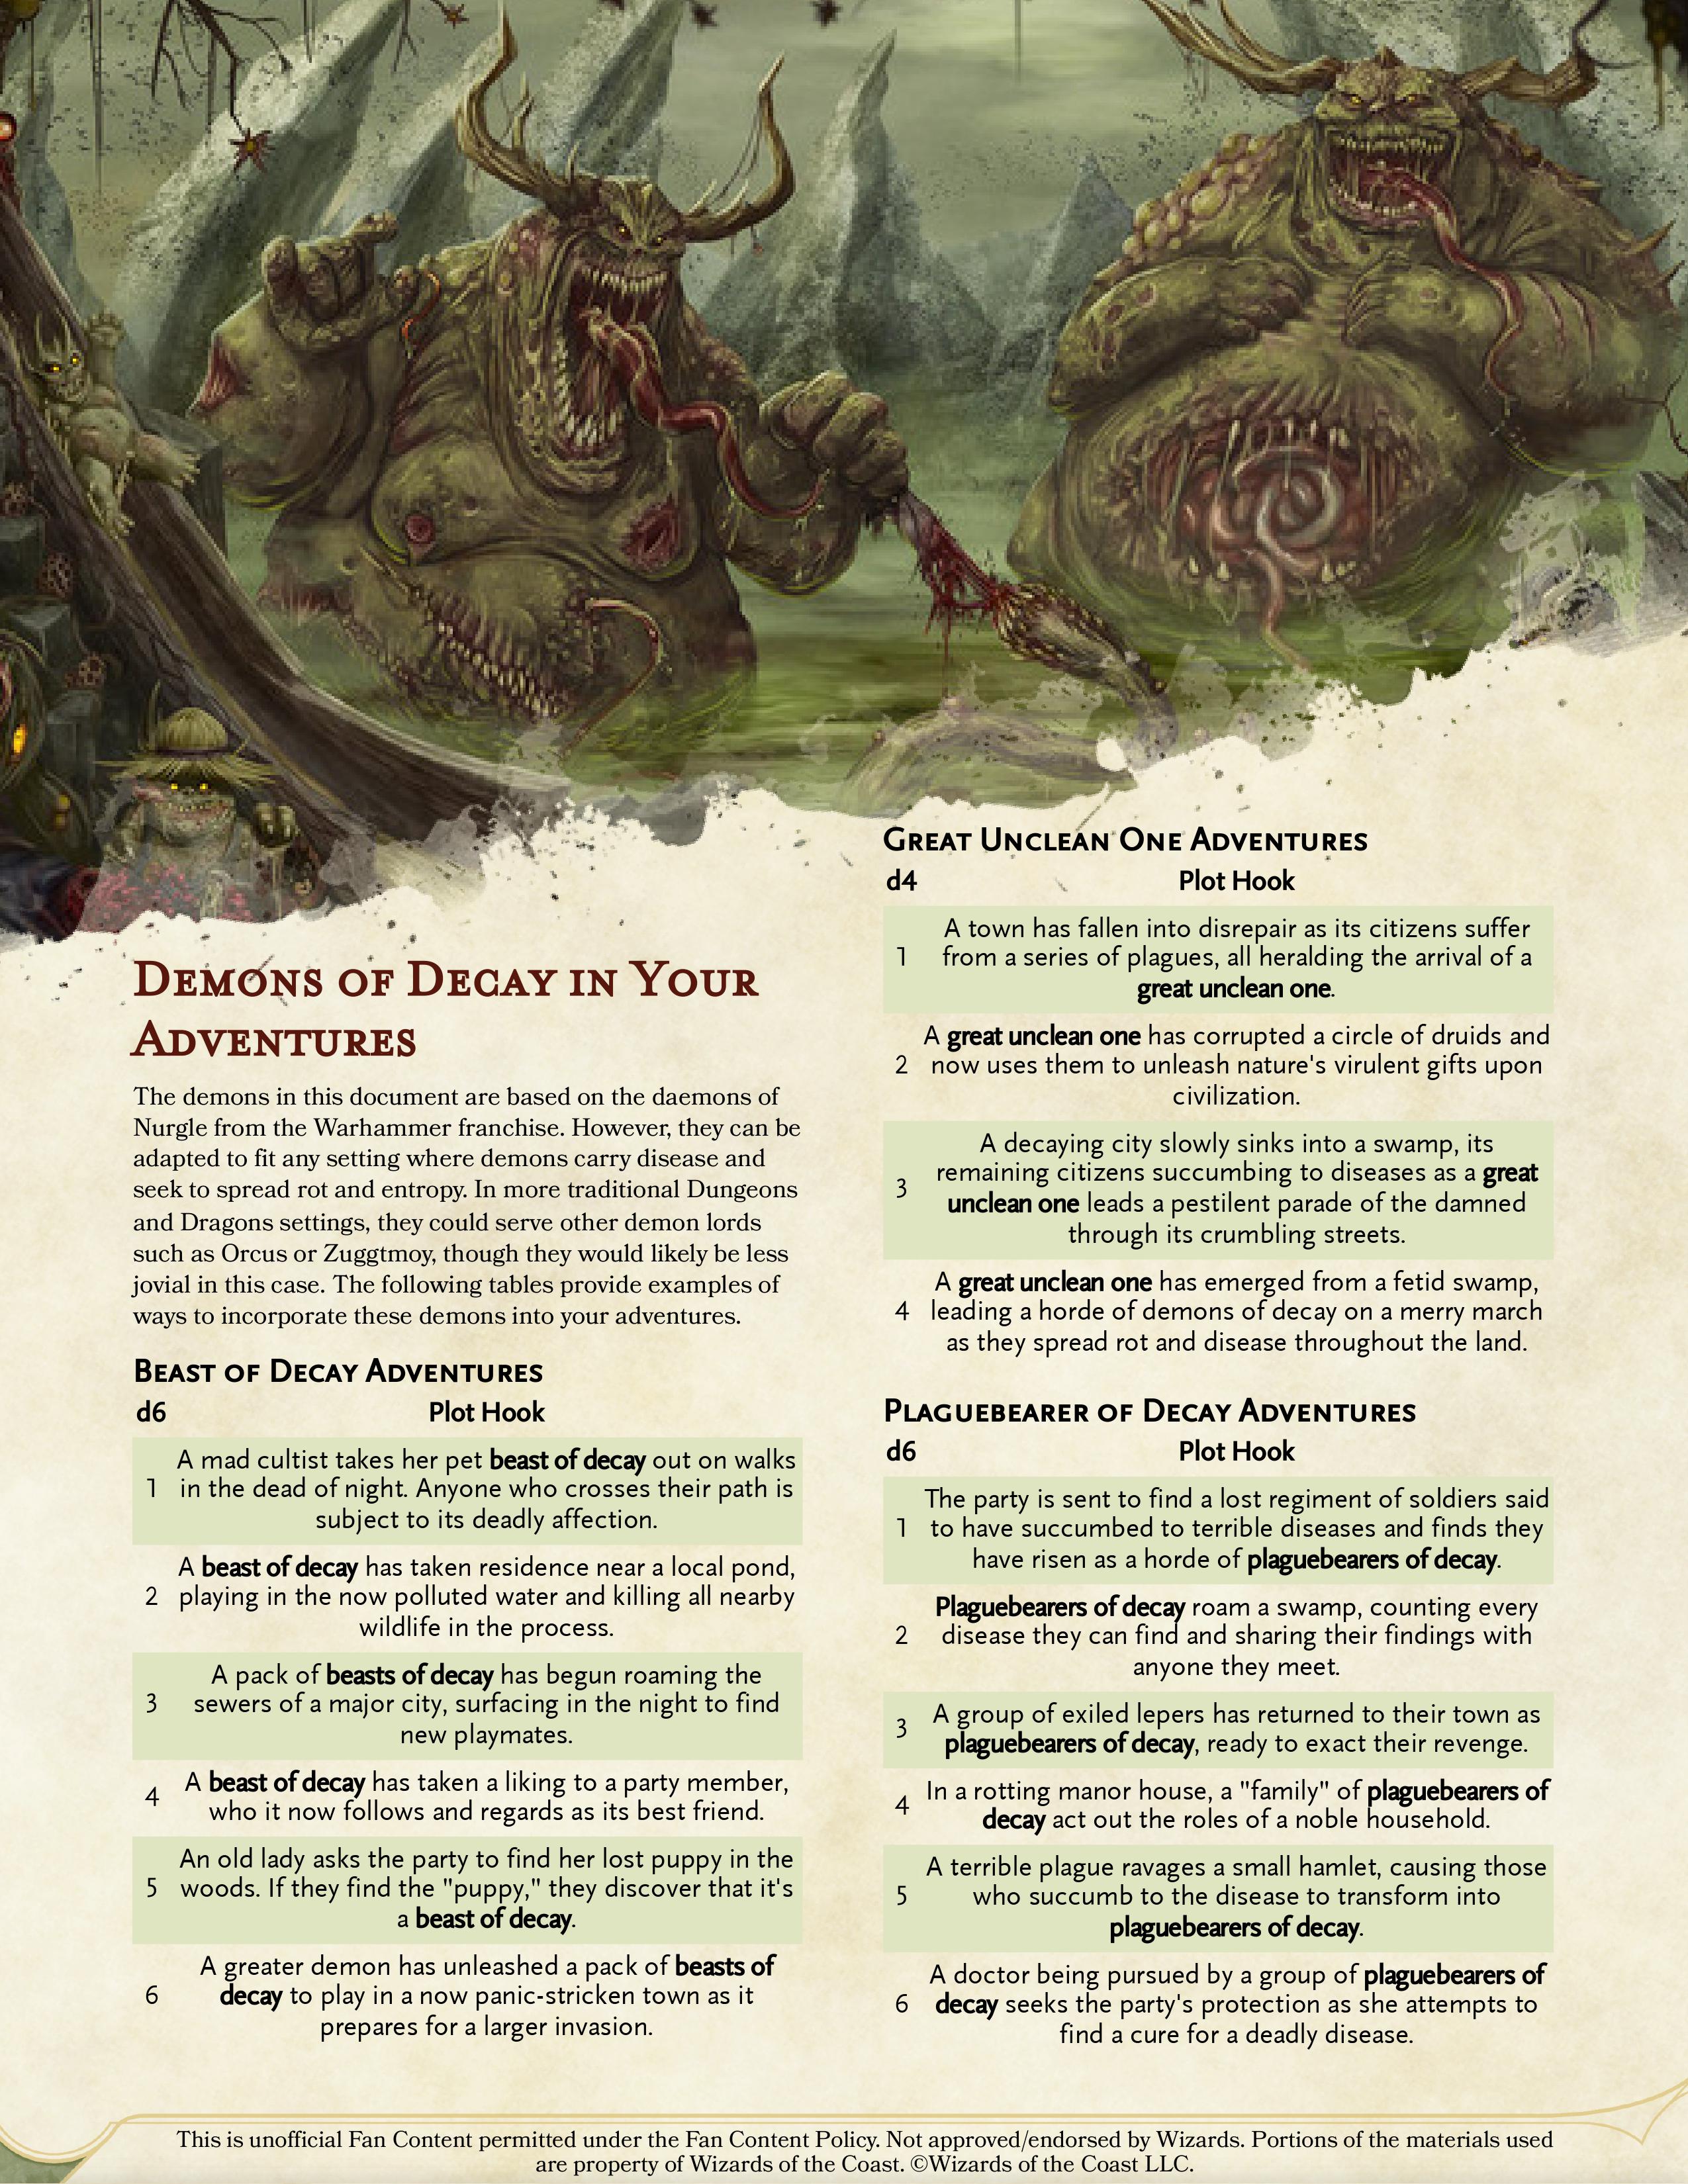 Demons of Decay in Your
Adventures
The demons in this document are based on the daemons of
Nurgle from the Warhammer franchise. However, they can be
adapted to fit any setting where demons carry disease and
seek to spread rot and entropy. In more traditional Dungeons
and Dragons settings, they could serve other demon lords
such as Orcus or Zuggtmoy, though they would likely be less
jovial in this case. The following tables provide examples of
ways to incorporate these demons into your adventures.
Beast of Decay Adventures
d6 Plot Hook
A mad cultist takes her pet beast of decay out on walks
1 in the dead of night. Anyone who crosses their path is
subject to its deadly affection.
A beast of decay has taken residence near a local pond,
2 playing in the now polluted water and killing all nearby
wildlife in the process.
A pack of beasts of decay has begun roaming the
3 sewers of a major city, surfacing in the night to find
new playmates.
4 A beast of decay has taken a liking to a party member,
who it now follows and regards as its best friend.
An old lady asks the party to find her lost puppy in the
5 woods. If they find the "puppy," they discover that it's
a beast of decay.
A greater demon has unleashed a pack of beasts of
6 decay to play in a now panic-stricken town as it
prepares for a larger invasion.
Great Unclean One Adventures
d4 Plot Hook
A town has fallen into disrepair as its citizens suffer
1 from a series of plagues, all heralding the arrival of a
great unclean one.
A great unclean one has corrupted a circle of druids and
2 now uses them to unleash nature's virulent gifts upon
civilization.
A decaying city slowly sinks into a swamp, its
3 remaining citizens succumbing to diseases as a great
unclean one leads a pestilent parade of the damned
through its crumbling streets.
A great unclean one has emerged from a fetid swamp,
4 leading a horde of demons of decay on a merry march
as they spread rot and disease throughout the land.
Plaguebearer of Decay Adventures
d6 Plot Hook
The party is sent to find a lost regiment of soldiers said
1 to have succumbed to terrible diseases and finds they
have risen as a horde of plaguebearers of decay.
Plaguebearers of decay roam a swamp, counting every
2 disease they can find and sharing their findings with
anyone they meet.
3 A group of exiled lepers has returned to their town as
plaguebearers of decay, ready to exact their revenge.
4 In a rotting manor house, a "family" of plaguebearers of
decay act out the roles of a noble household.
A terrible plague ravages a small hamlet, causing those
5 who succumb to the disease to transform into
plaguebearers of decay.
A doctor being pursued by a group of plaguebearers of
6 decay seeks the party's protection as she attempts to
find a cure for a deadly disease.
This is unofficial Fan Content permitted under the Fan Content Policy. Not approved/endorsed by Wizards. Portions of the materials used
are property of Wizards of the Coast. ©Wizards of the Coast LLC.